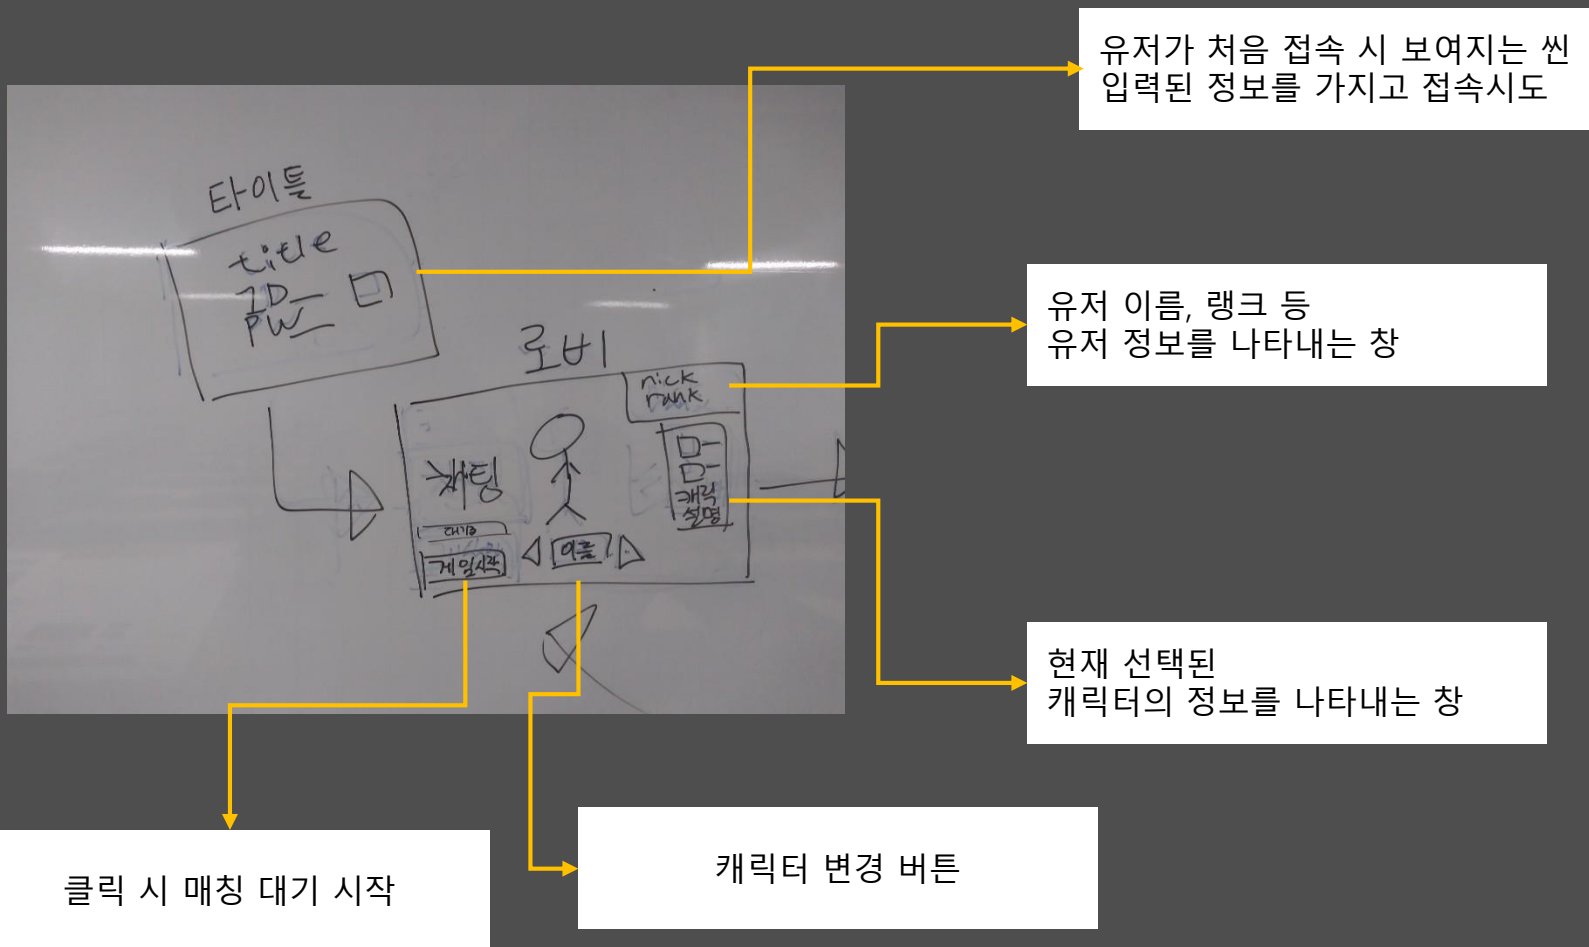 유저가 처음 접속 시 보여지는 씬
입력된 정보를 가지고 접속시도
타이틀
title
ID
PW
유저 이름, 랭크 등
유저 정보를 나타내는 창
로비
nick
rank
채팅
캐릭
설명
이름
게임시작
현재 선택된
캐릭터의 정보를 나타내는 창
캐릭터 변경 버튼
클릭 시 매칭 대기 시작